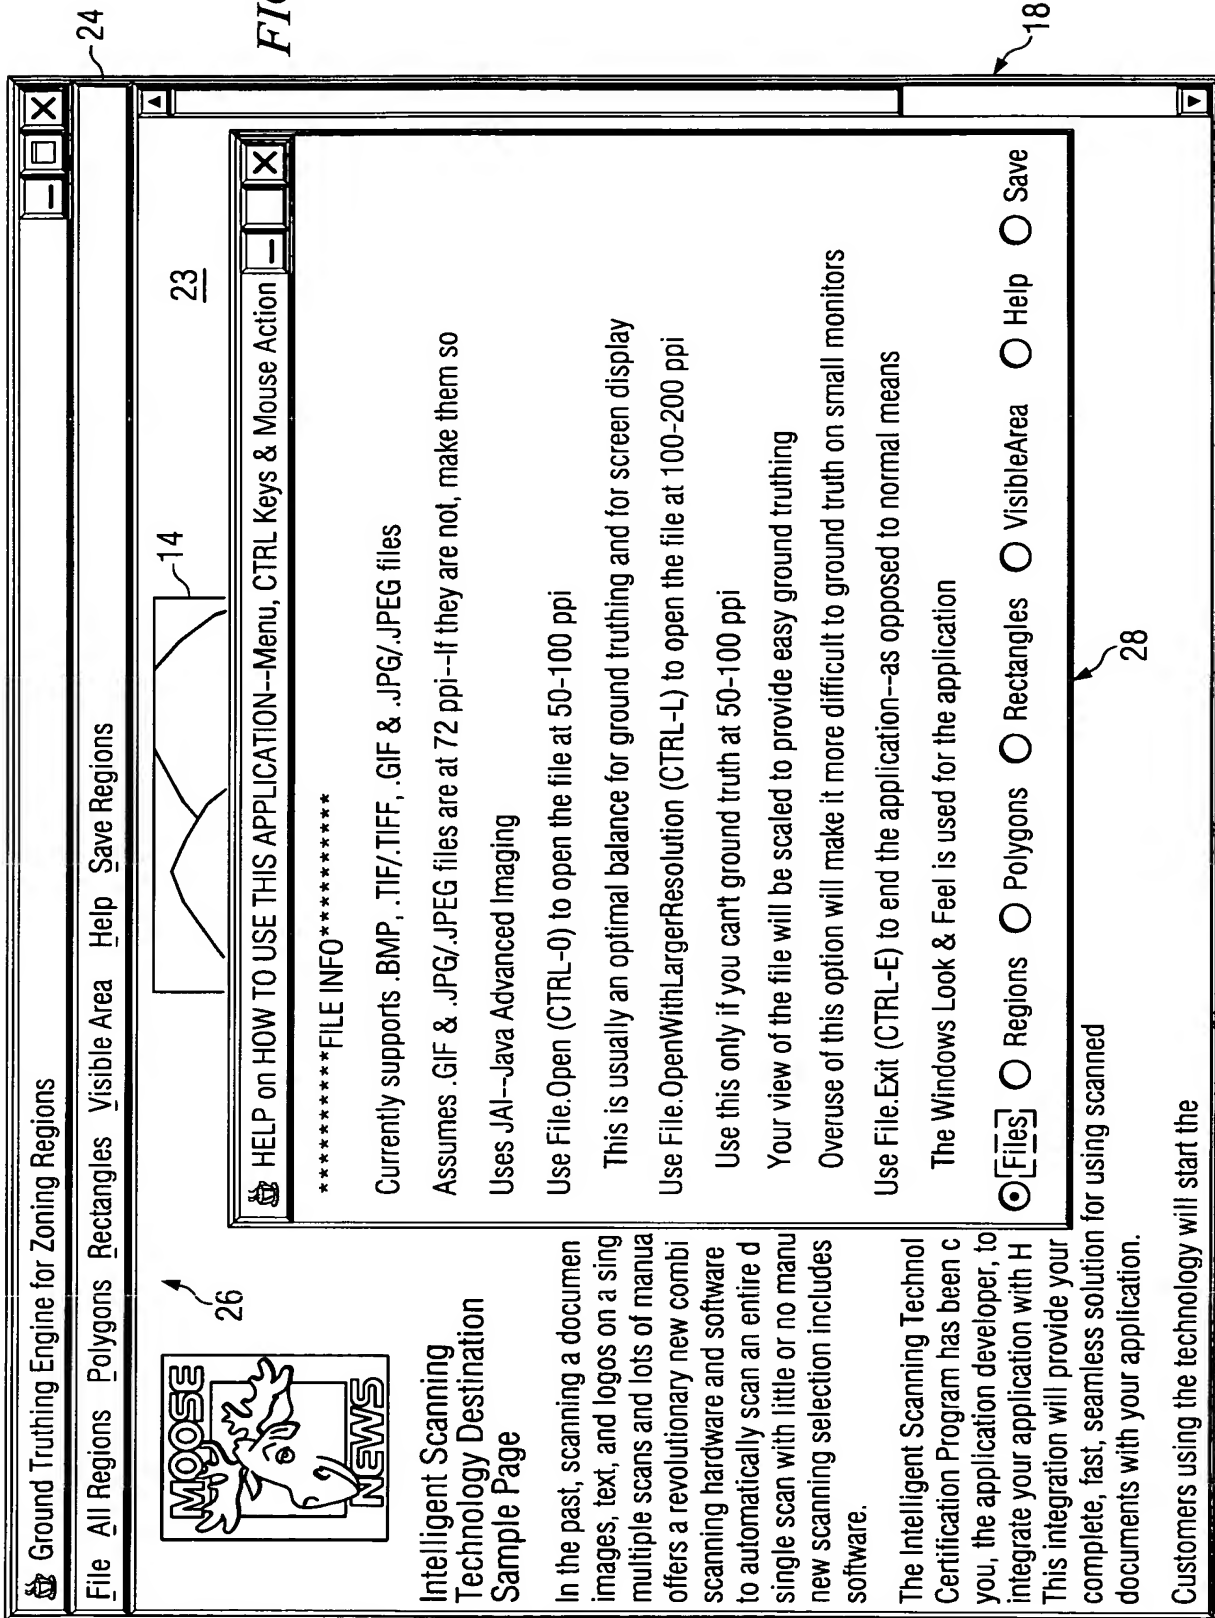 FIG
24
Ground Truthing Engine for Zoning Regions
File All Regions Polygons Rectangles Visible Area Help Save Regions
26
14
23
18
MOOSE
NEWS
Intelligent Scanning
Technology Destination
Sample Page
In the past, scanning a documen
images, text, and logos on a sing
multiple scans and lots of manua
offers a revolutionary new combi
scanning hardware and software
to automatically scan an entire d
single scan with little or no manu
new scanning selection includes
software.
The Intelligent Scanning Technol
Certification Program has been c
you, the application developer, to
integrate your application with H
This integration will provide your
complete, fast, seamless solution for using scanned
documents with your application.
Customers using the technology will start the
HELP on HOW TO USE THIS APPLICATION--Menu, CTRL Keys & Mouse Action
**********FILE INFO**********
Currently supports .BMP, .TIF/.TIFF, .GIF & .JPG/.JPEG files
Assumes .GIF & .JPG/.JPEG files are at 72 ppi--If they are not, make them so
Uses JAI--Java Advanced Imaging
Use File.Open (CTRL-0) to open the file at 50-100 ppi
This is usually an optimal balance for ground truthing and for screen display
Use File.OpenWithLargerResolution (CTRL-L) to open the file at 100-200 ppi
Use this only if you can't ground truth at 50-100 ppi
Your view of the file will be scaled to provide easy ground truthing
Overuse of this option will make it more difficult to ground truth on small monitors
Use File.Exit (CTRL-E) to end the application--as opposed to normal means
The Windows Look & Feel is used for the application
Files Regions Polygons Rectangles VisibleArea Help Save
28